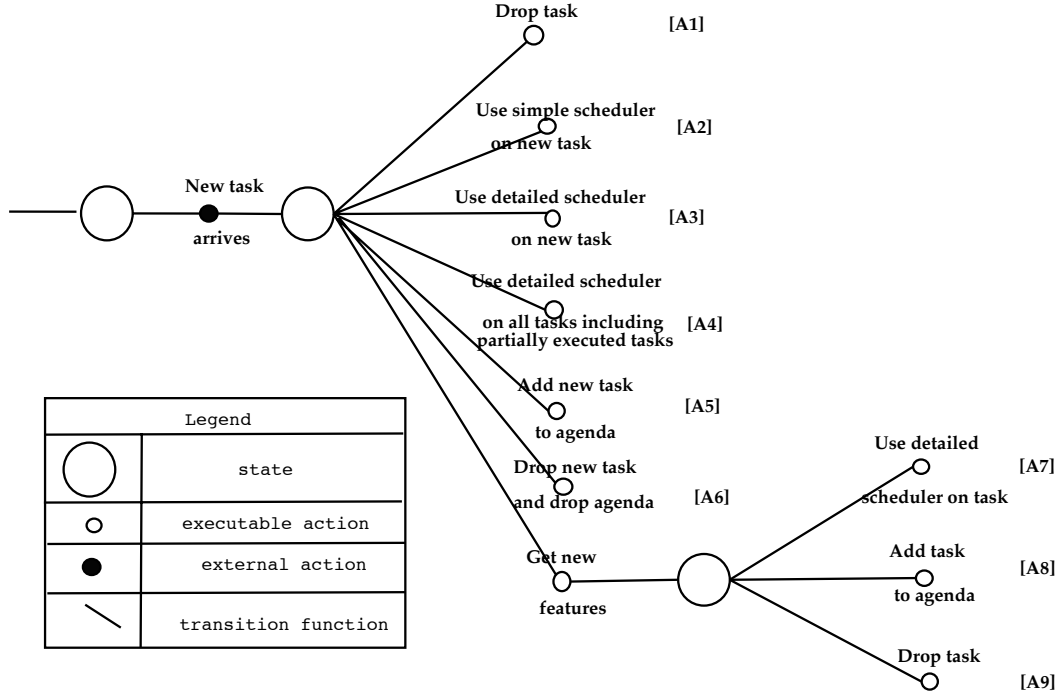 Drop task
[A1]
Use simple scheduler
on new task
[A2]
New task
arrives
Use detailed scheduler
on new task
[A3]
Use detailed scheduler
on all tasks including
partially executed tasks
[A4]
Add new task
to agenda
[A5]
Drop new task
and drop agenda
[A6]
Get new
features
Use detailed
scheduler on task
[A7]
Add task
to agenda
[A8]
Drop task
[A9]
Legend
state
executable action
external action
transition function